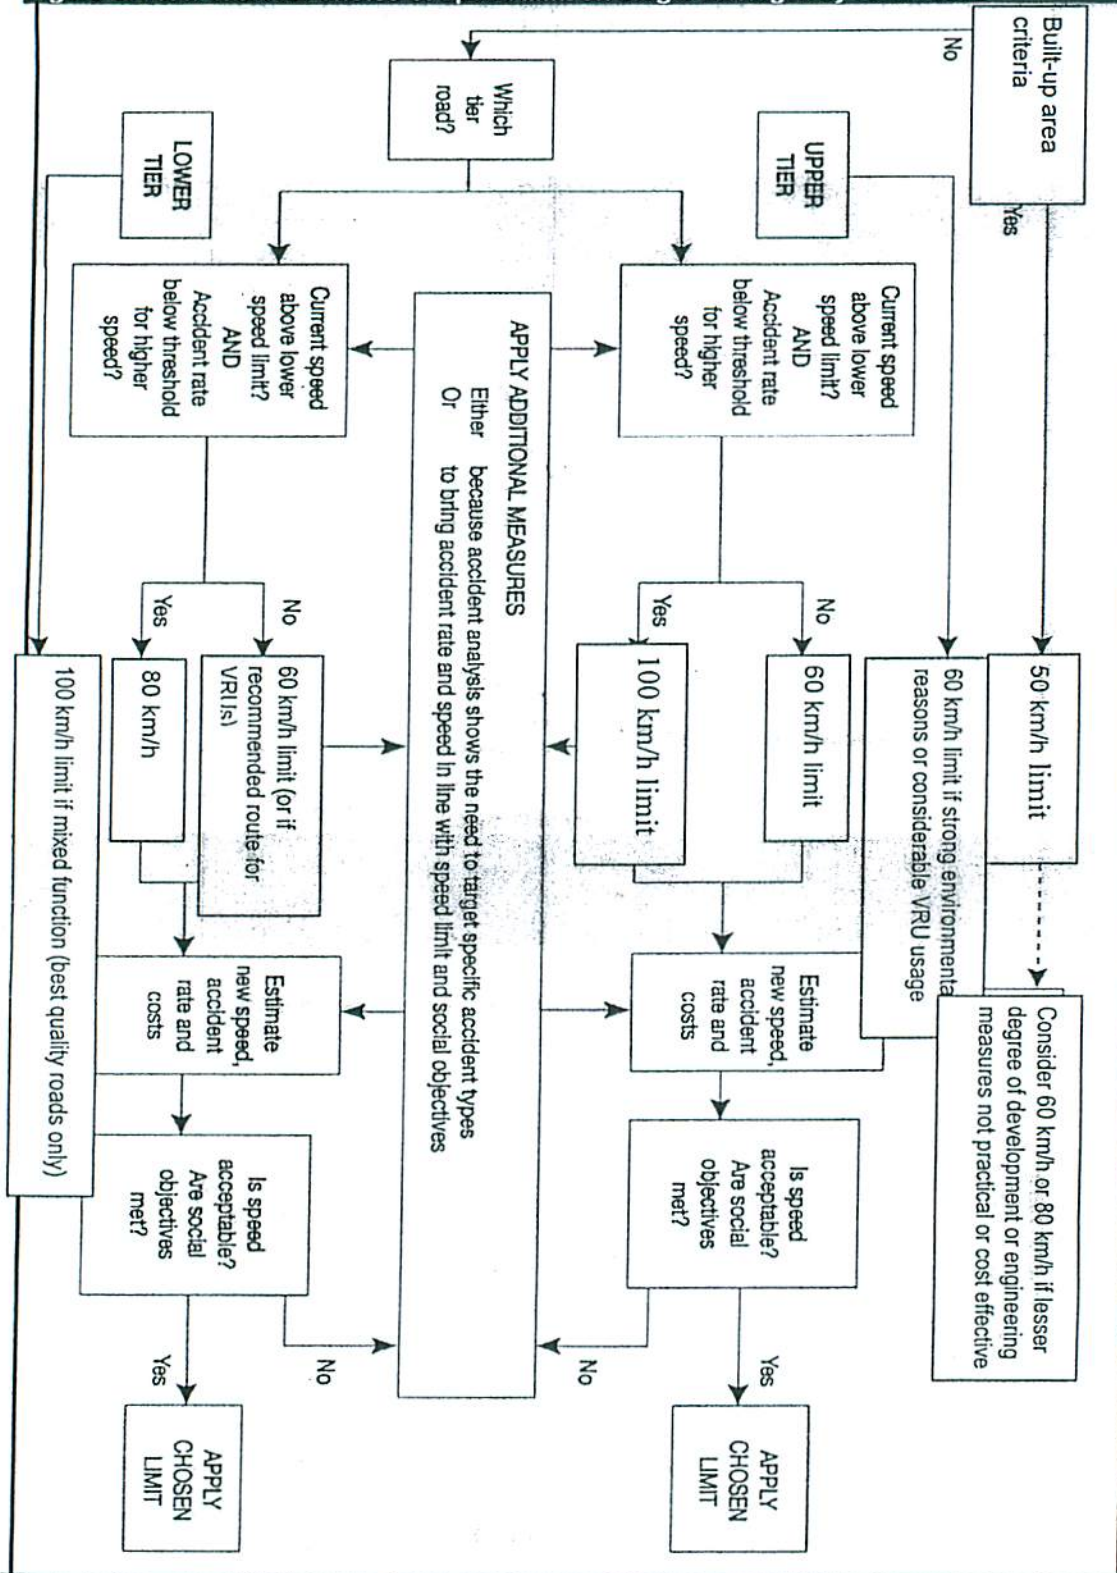 Built-up area
criteria
Yes
No
50 km/h limit
Consider 60 km/h or 80 km/h if lesser
degree of development or engineering
measures not practical or cost effective
UPPER
TIER
60 km/h limit if strong environmenta
reasons or considerable VRU usage
Which
tier
road?
Current speed
above lower
speed limit?
AND
Accident rate
below threshold
for higher
speed?
No
Yes
60 km/h limit
100 km/h limit
Estimate
new speed,
accident
rate and
costs
Is speed
acceptable?
Are social
objectives
met?
Yes
No
APPLY
CHOSEN
LIMIT
APPLY ADDITIONAL MEASURES
Either because accident analysis shows the need to target specific accident types
Or to bring accident rate and speed in line with speed limit and social objectives
LOWER
TIER
Current speed
above lower
speed limit?
AND
Accident rate
below threshold
for higher
speed?
No
Yes
60 km/h limit (or if
recommended route for
VRUs)
80 km/h
Estimate
new speed,
accident
rate and
costs
Is speed
acceptable?
Are social
objectives
met?
No
Yes
APPLY
CHOSEN
LIMIT
100 km/h limit if mixed function (best quality roads only)